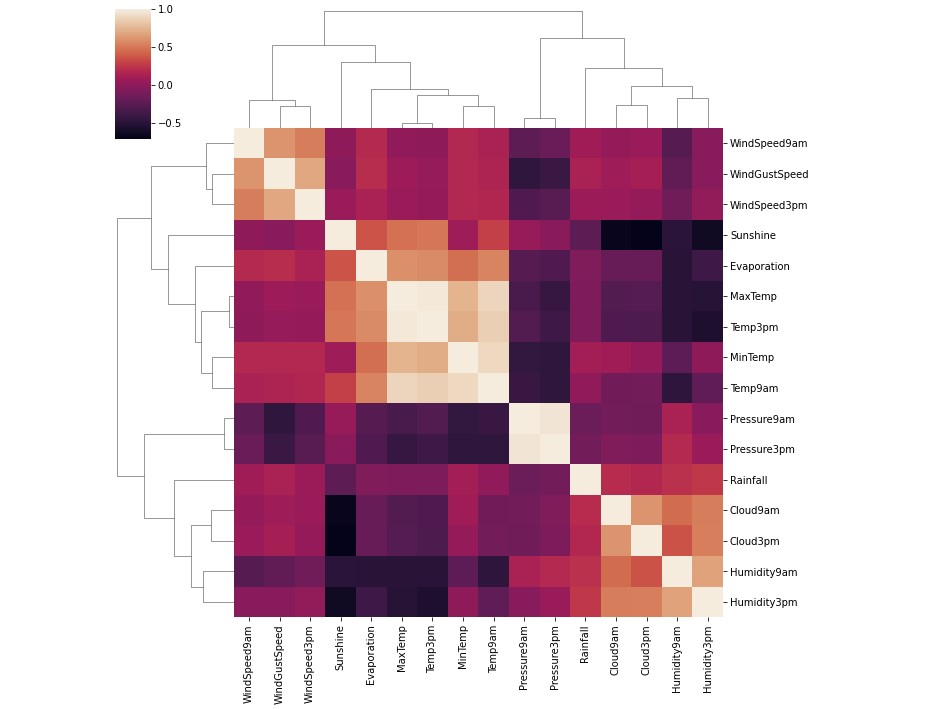 1.0
0.5
0.0
−0.5
WindSpeed9am
WindGustSpeed
WindSpeed3pm
Sunshine
Evaporation
MaxTemp
Temp3pm
MinTemp
Temp9am
Pressure9am
Pressure3pm
Rainfall
Cloud9am
Cloud3pm
Humidity9am
Humidity3pm
WindSpeed9am
WindGustSpeed
WindSpeed3pm
Sunshine
Evaporation
MaxTemp
Temp3pm
MinTemp
Temp9am
Pressure9am
Pressure3pm
Rainfall
Cloud9am
Cloud3pm
Humidity9am
Humidity3pm